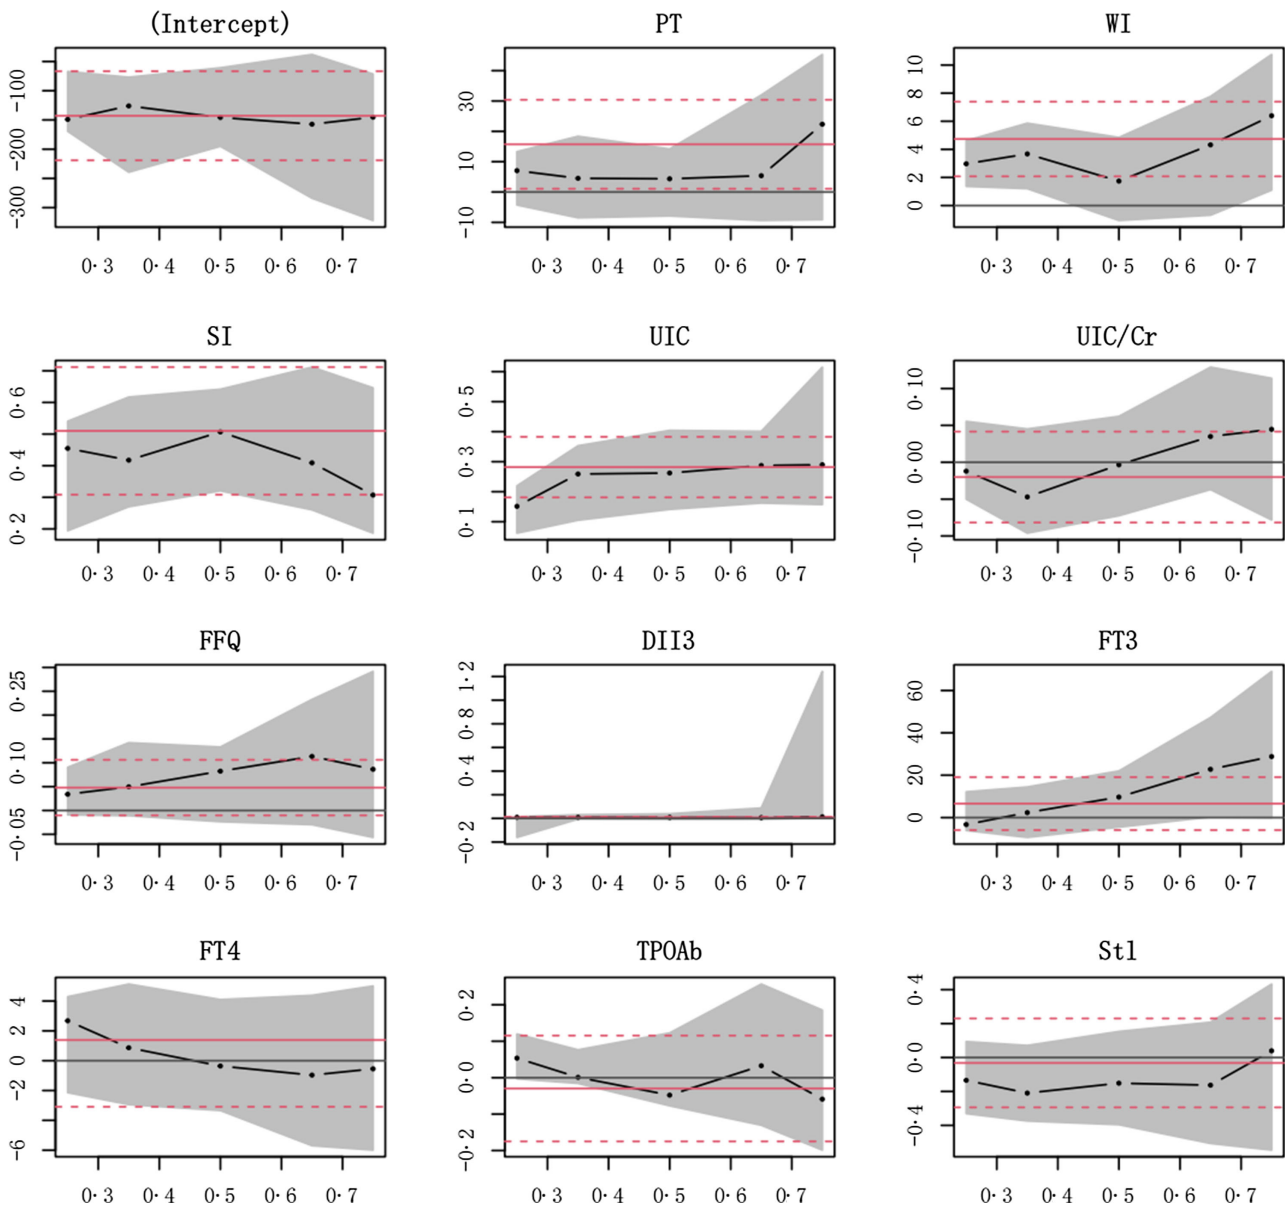 (Intercept) PT WI
-100 -200 -300
30 10 -10
10 8 6 4 2 0
0.3 0.4 0.5 0.6 0.7 0.3 0.4 0.5 0.6 0.7 0.3 0.4 0.5 0.6 0.7
SI UIC UIC/Cr
0.6 0.4 0.2
0.5 0.3 0.1
0.10 0.00 -0.10
0.3 0.4 0.5 0.6 0.7 0.3 0.4 0.5 0.6 0.7 0.3 0.4 0.5 0.6 0.7
FFQ DII3 FT3
0.25 0.10 -0.05
1.2 0.8 0.4 -0.2
60 40 20 0
0.3 0.4 0.5 0.6 0.7 0.3 0.4 0.5 0.6 0.7 0.3 0.4 0.5 0.6 0.7
FT4 TPOAb Stl
4 2 0 -2 -6
0.2 0.0 -0.2
0.4 0.0 -0.4
0.3 0.4 0.5 0.6 0.7 0.3 0.4 0.5 0.6 0.7 0.3 0.4 0.5 0.6 0.7